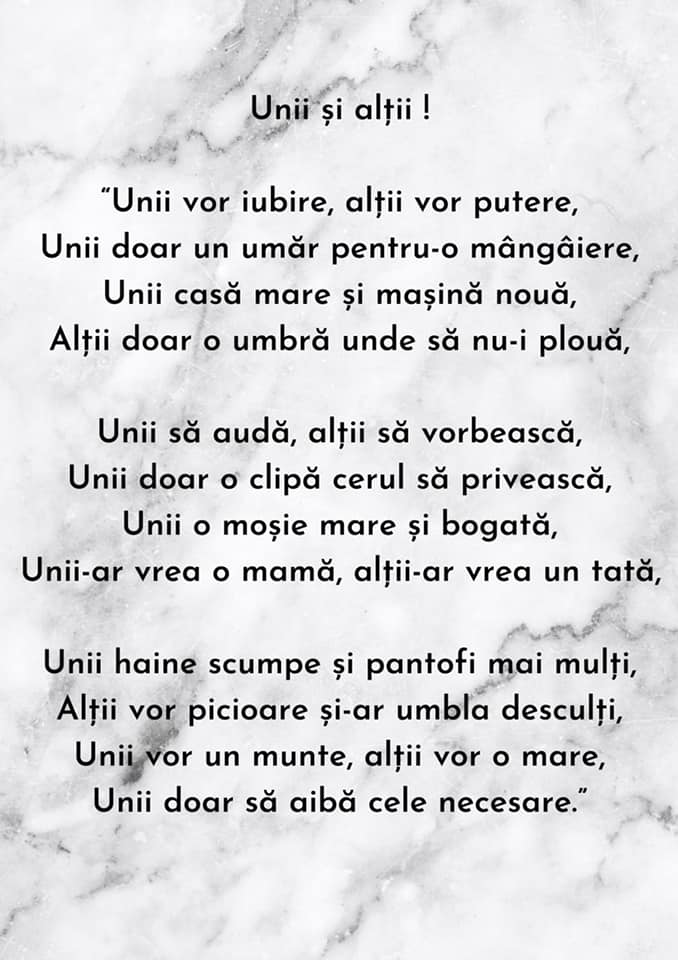 Unii și alții !
“Unii vor iubire, alții vor putere,
Unii doar un umăr pentru-o mângâiere,
Unii casă mare și mașină nouă,
Alții doar o umbră unde să nu-i plouă,
Unii să audă, alții să vorbească,
Unii doar o clipă cerul să privească,
Unii o moșie mare și bogată,
Unii-ar vrea o mamă, alții-ar vrea un tată,
Unii haine scumpe și pantofi mai mulți,
Alții vor picioare și-ar umbla desculți,
Unii vor un munte, alții vor o mare,
Unii doar să aibă cele necesare.”